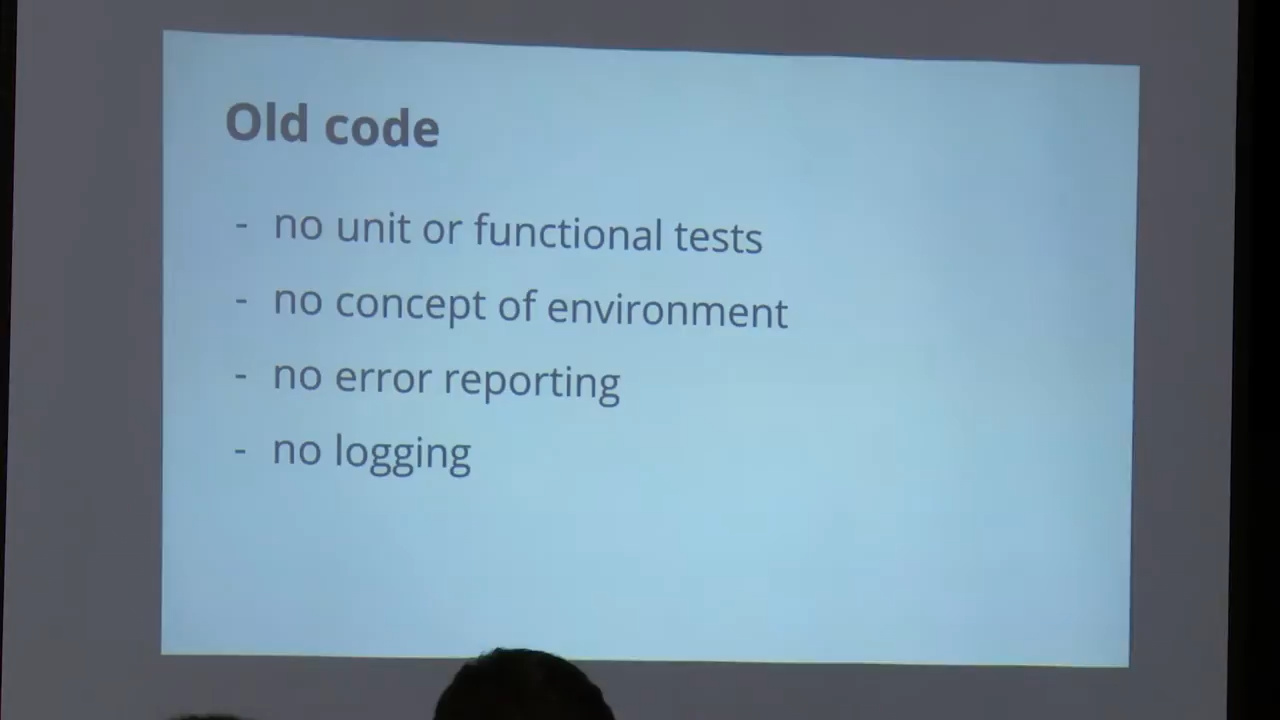 Old code
- no unit or functional tests
- no concept of environment
- no error reporting
- no logging